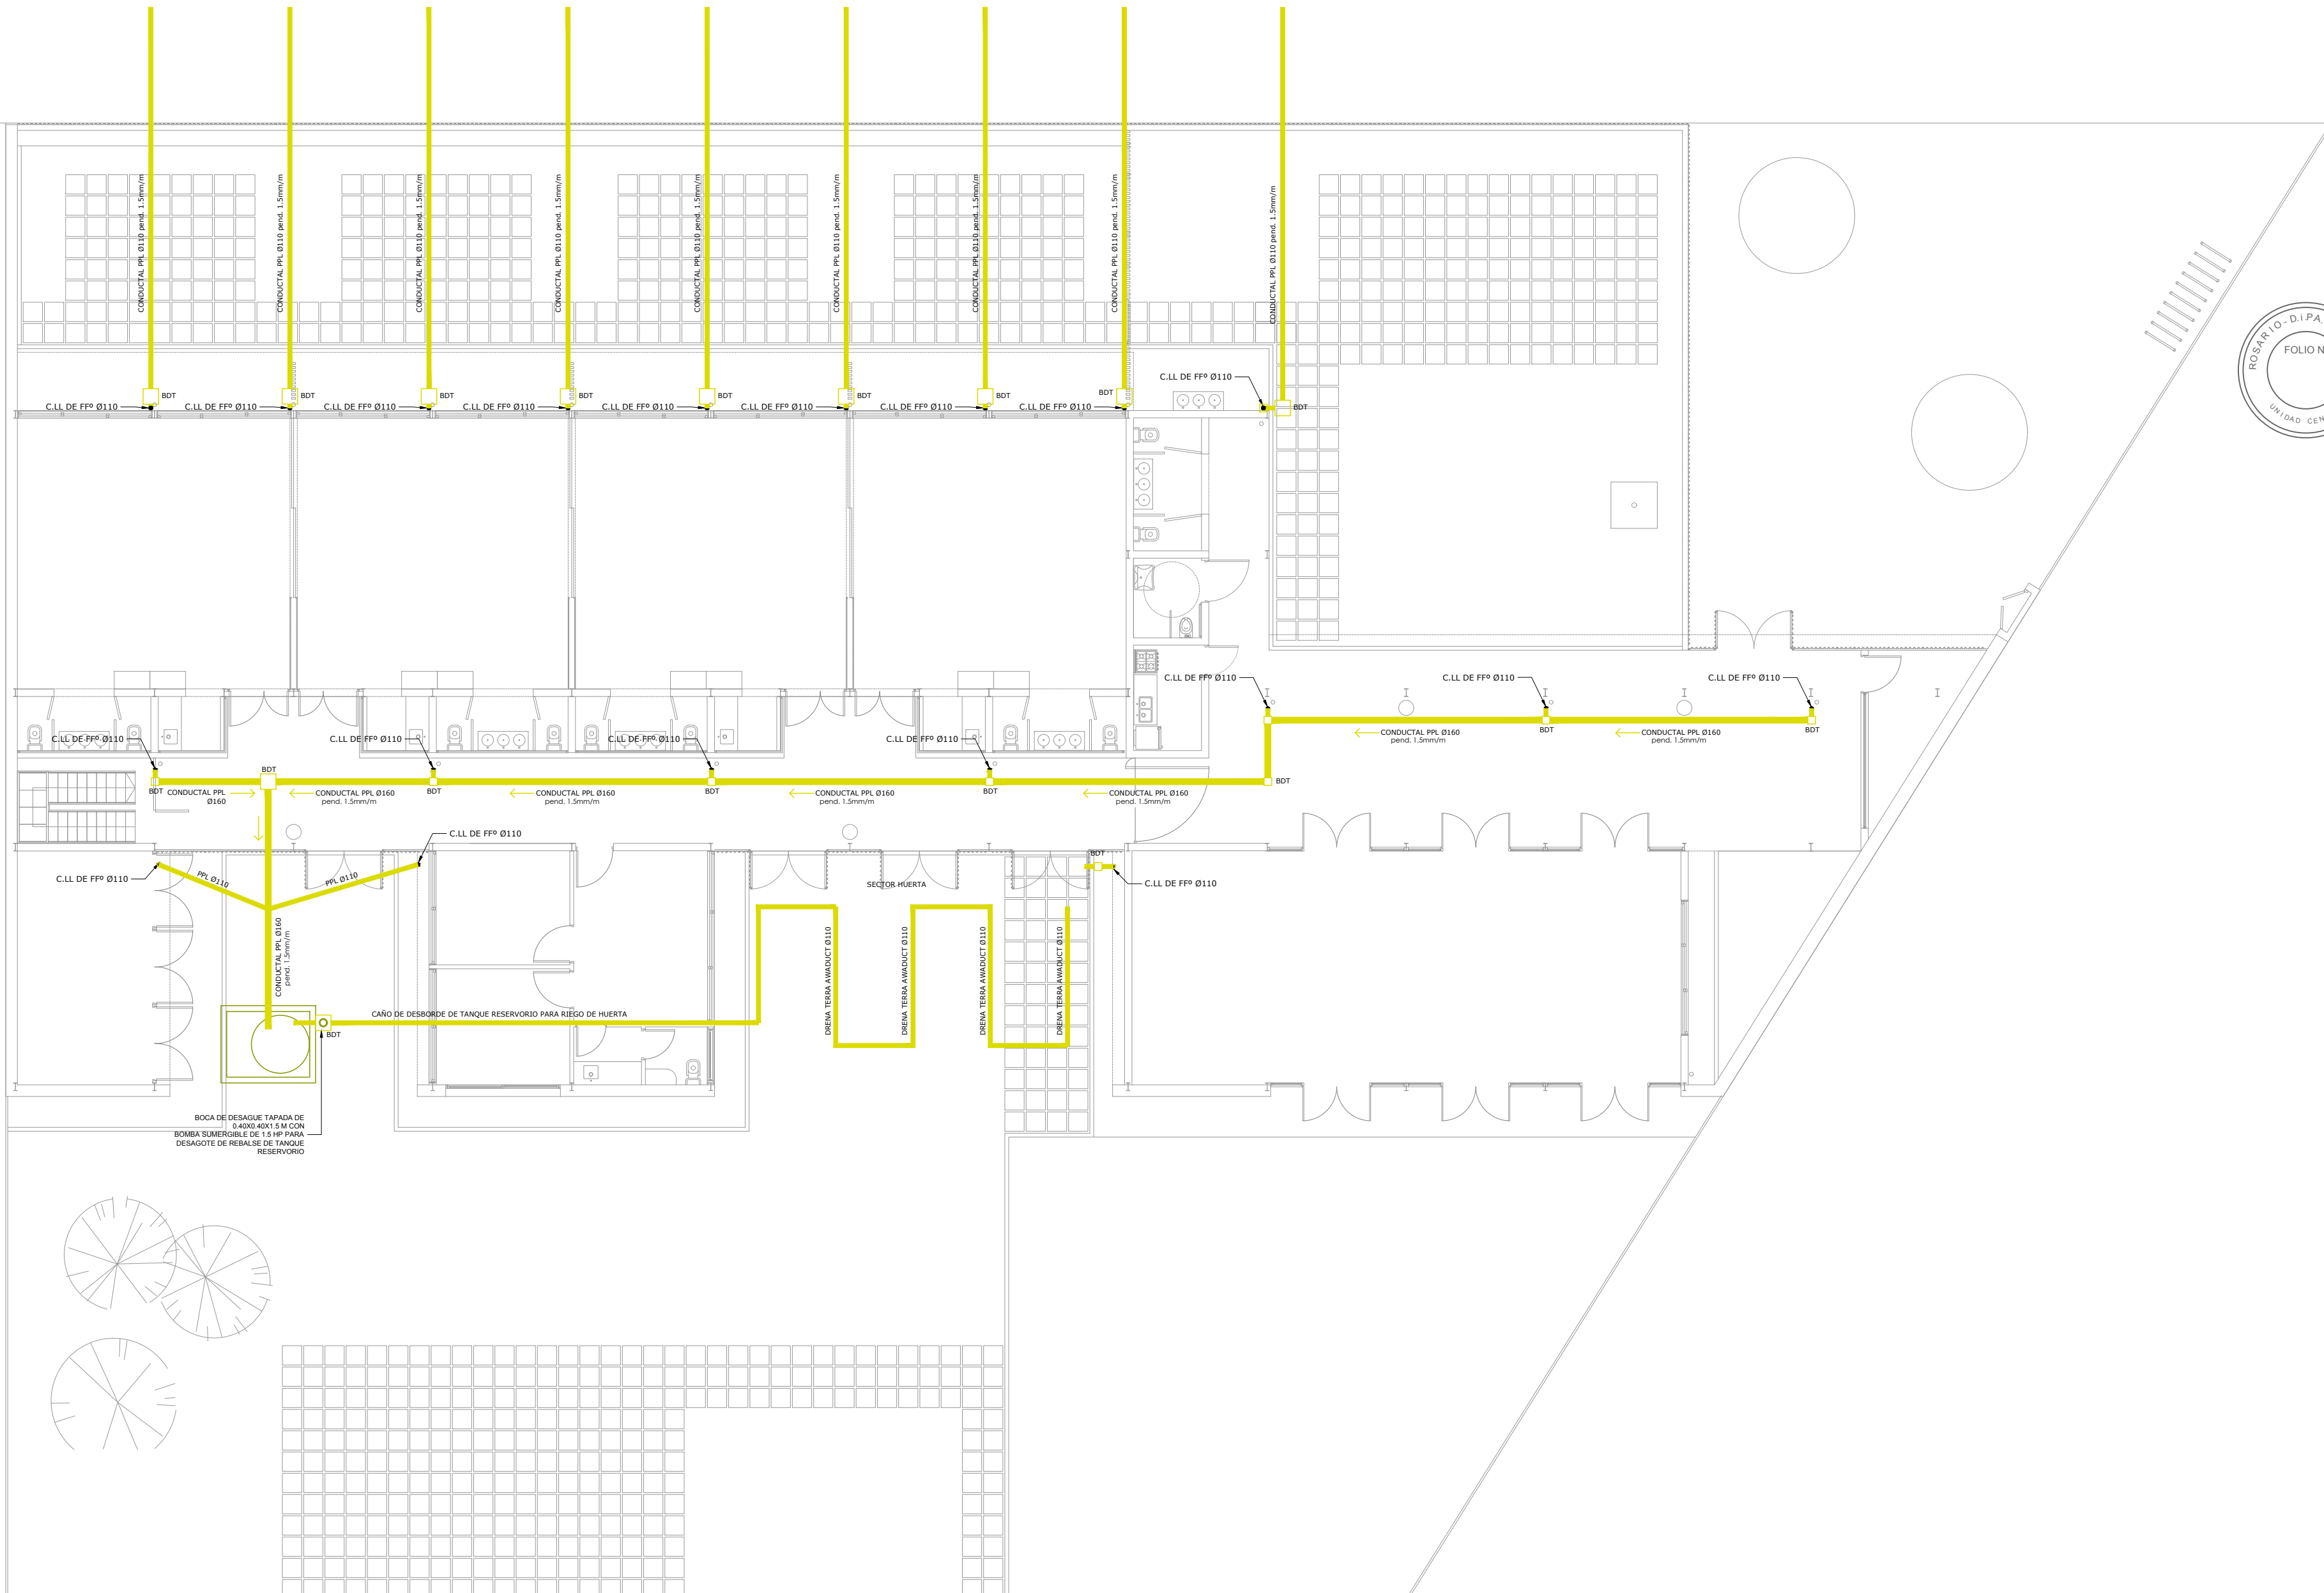 CONDUCTAL PPL Ø110 pend. 1.5mm/m
CONDUCTAL PPL Ø110 pend. 1.5mm/m
CONDUCTAL PPL Ø110 pend. 1.5mm/m
CONDUCTAL PPL Ø110 pend. 1.5mm/m
CONDUCTAL PPL Ø110 pend. 1.5mm/m
CONDUCTAL PPL Ø110 pend. 1.5mm/m
CONDUCTAL PPL Ø110 pend. 1.5mm/m
CONDUCTAL PPL Ø110 pend. 1.5mm/m
CONDUCTAL PPL Ø110 pend. 1.5mm/m
ROSARIO-D.i.PA.
FOLIO N
UNIDAD CEN
C.LL DE FFº Ø110
BDT
BDT
BDT
BDT
BDT
BDT
BDT
BDT
BDT
C.LL DE FFº Ø110
C.LL DE FFº Ø110
C.LL DE FFº Ø110
C.LL DE FFº Ø110
C.LL DE FFº Ø110
C.LL DE FFº Ø110
C.LL DE FFº Ø110
C.LL DE FFº Ø110
C.LL DE FFº Ø110
C.LL DE FFº Ø110
C.LL DE FFº Ø110
BDT
BDT
CONDUCTAL PPL Ø160
pend. 1.5mm/m
CONDUCTAL PPL Ø160
pend. 1.5mm/m
C.LL DE FFº Ø110
C.LL DE FFº Ø110
C.LL DE FFº Ø110
C.LL DE FFº Ø110
BDT
BDT
BDT
BDT
BDT
BDT
CONDUCTAL PPL
Ø160
CONDUCTAL PPL Ø160
pend. 1.5mm/m
CONDUCTAL PPL Ø160
pend. 1.5mm/m
CONDUCTAL PPL Ø160
pend. 1.5mm/m
CONDUCTAL PPL Ø160
pend. 1.5mm/m
C.LL DE FFº Ø110
C.LL DE FFº Ø110
PPL Ø110
PPL Ø110
BDT
SECTOR HUERTA
C.LL DE FFº Ø110
CONDUCTAL PPL Ø160
pend. 1.5mm/m
DRENA TERRA AWADUCT Ø110
DRENA TERRA AWADUCT Ø110
DRENA TERRA AWADUCT Ø110
DRENA TERRA AWADUCT Ø110
CAÑO DE DESBORDE DE TANQUE RESERVORIO PARA RIEGO DE HUERTA
BDT
BOCA DE DESAGUE TAPADA DE
0.40X0.40X1.5 M CON
BOMBA SUMERGIBLE DE 1.5 HP PARA
DESAGOTE DE REBALSE DE TANQUE
RESERVORIO